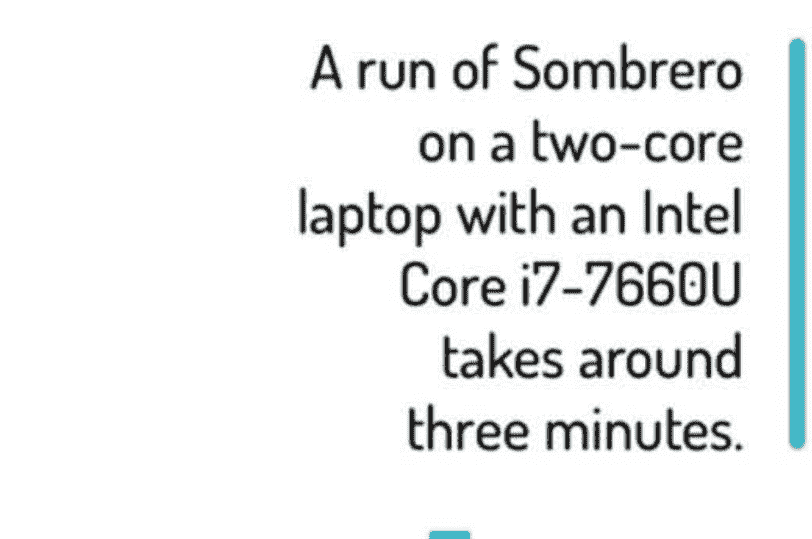 A run of Sombrero
on a two-core
laptop with an Intel
Core i7-7660U
takes around
three minutes.